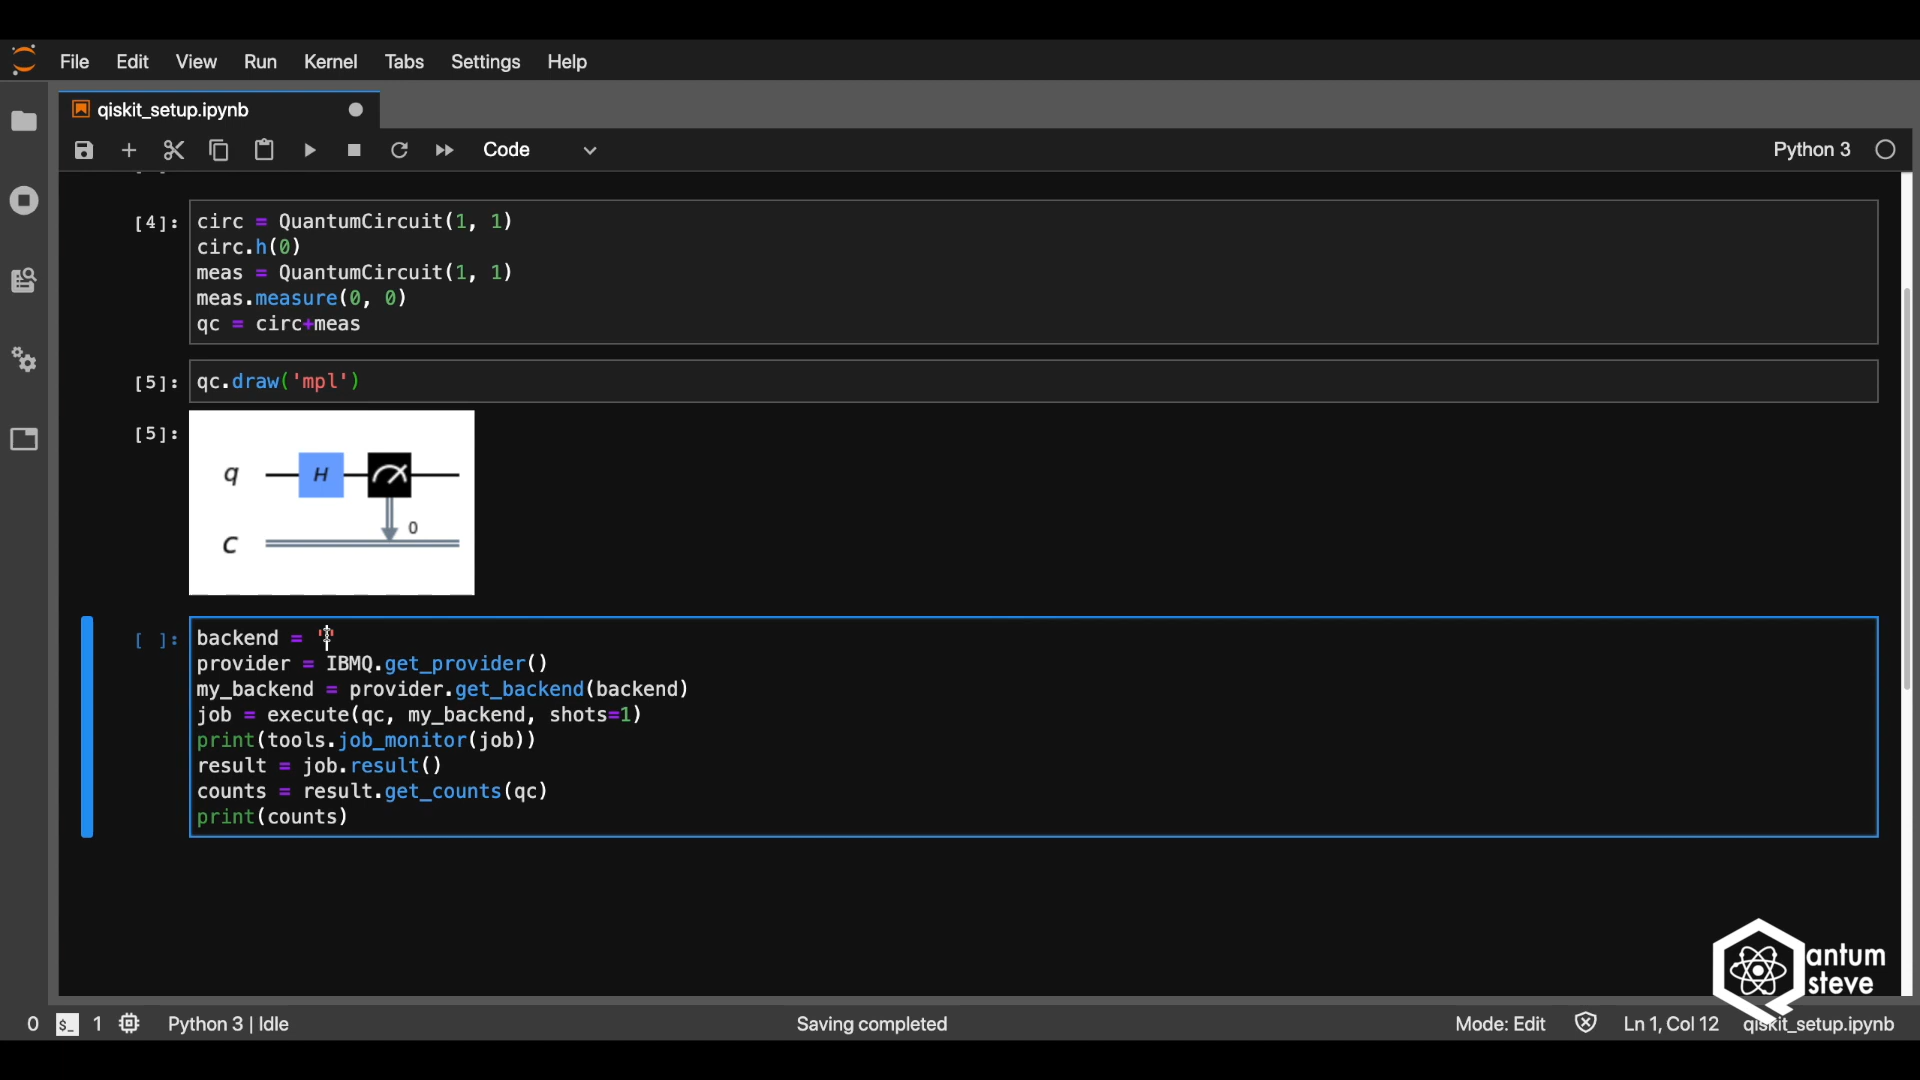 File Edit View Run Kernel Tabs Settings Help
qiskit_setup.ipynb
Code Python 3
[4]: circ = QuantumCircuit(1, 1)
circ.h(0)
meas = QuantumCircuit(1, 1)
meas.measure(0, 0)
qc = circ+meas
[5]: qc.draw('mpl')
[5]:
q H
0
c
[ ]: backend = ''
provider = IBMQ.get_provider()
my_backend = provider.get_backend(backend)
job = execute(qc, my_backend, shots=1)
print(tools.job_monitor(job))
result = job.result()
counts = result.get_counts(qc)
print(counts)
Qantum
steve
0 $_ 1 Python 3 | Idle Saving completed Mode: Edit Ln 1, Col 12 qiskit_setup.ipynb